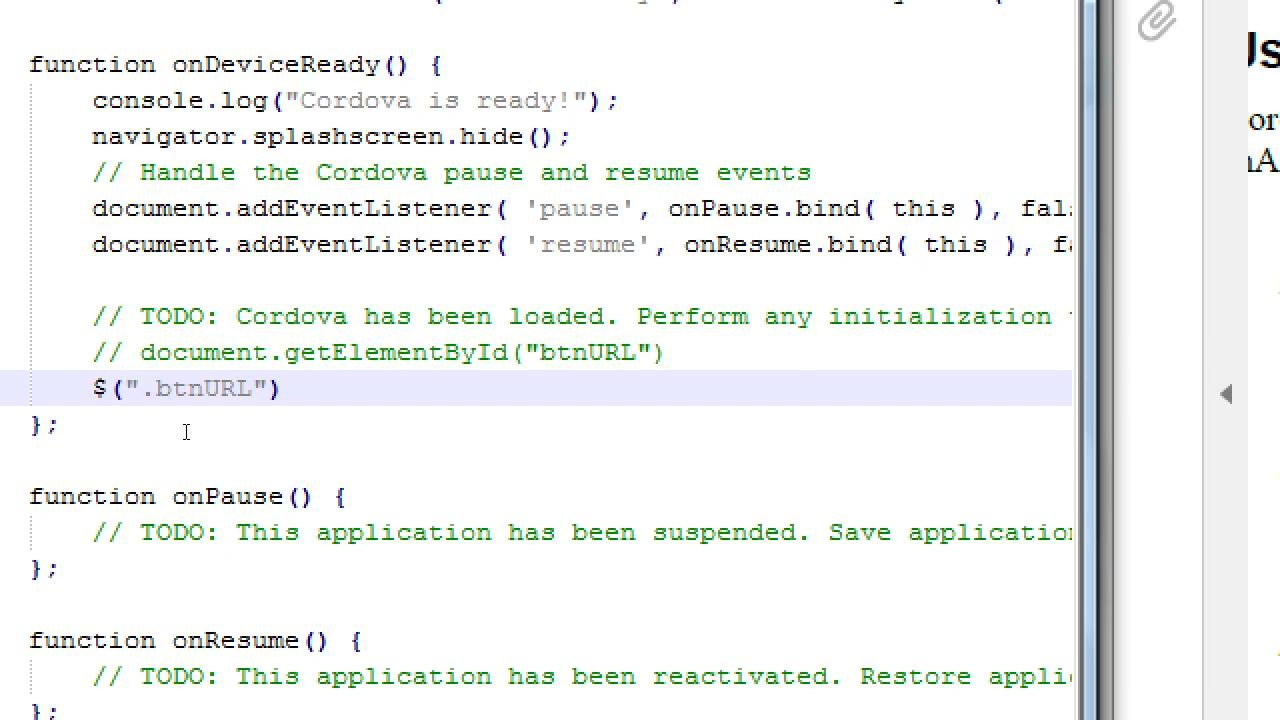 function onDeviceReady() {
console.log("Cordova is ready!");
navigator.splashscreen.hide();
// Handle the Cordova pause and resume events
document.addEventListener( 'pause', onPause.bind( this ), fal
document.addEventListener( 'resume', onResume.bind( this ), fa
// TODO: Cordova has been loaded. Perform any initialization
// document.getElementById("btnURL")
$(".btnURL")
};
function onPause() {
// TODO: This application has been suspended. Save application
};
function onResume() {
// TODO: This application has been reactivated. Restore appli
};
Us
or